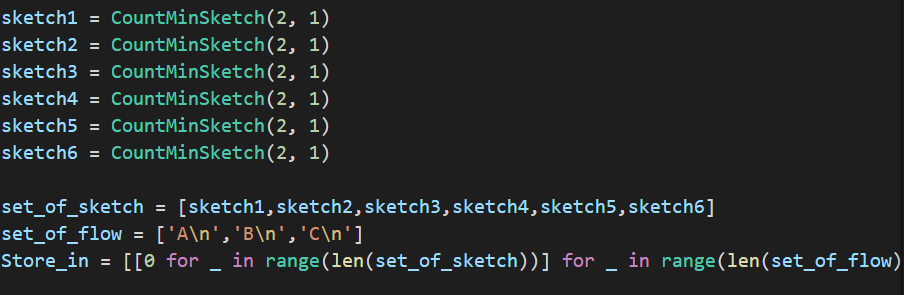 sketch1 = CountMinSketch(2, 1)
sketch2 = CountMinSketch(2, 1)
sketch3 = CountMinSketch(2, 1)
sketch4 = CountMinSketch(2, 1)
sketch5 = CountMinSketch(2, 1)
sketch6 = CountMinSketch(2, 1)
set_of_sketch = [sketch1,sketch2,sketch3,sketch4,sketch5,sketch6]
set_of_flow = ['A\n','B\n','C\n']
Store_in = [[0 for _ in range(len(set_of_sketch))] for _ in range(len(set_of_flow)